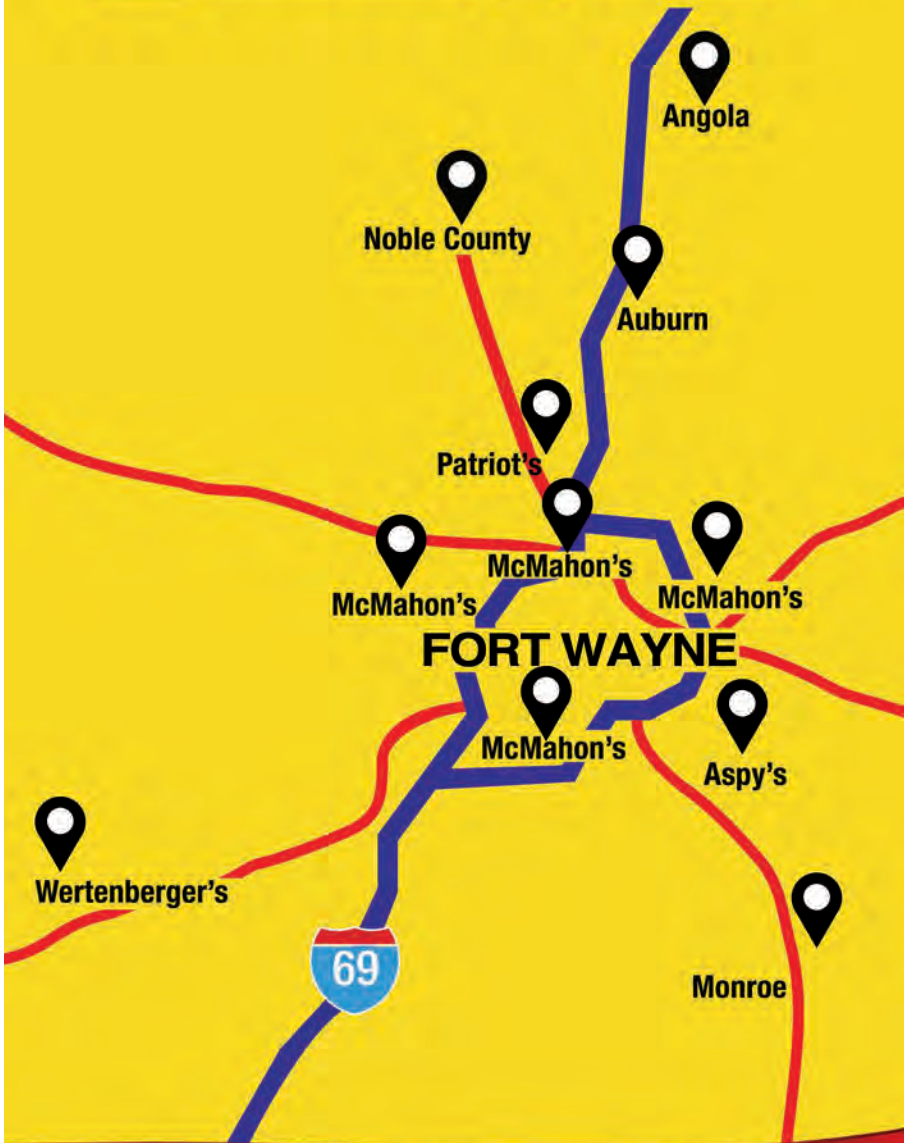 Angola
Noble County
Auburn
Patriot's
McMahon's
McMahon's
McMahon's
FORT WAYNE
McMahon's
Aspy's
Wertenberger's
69
Monroe